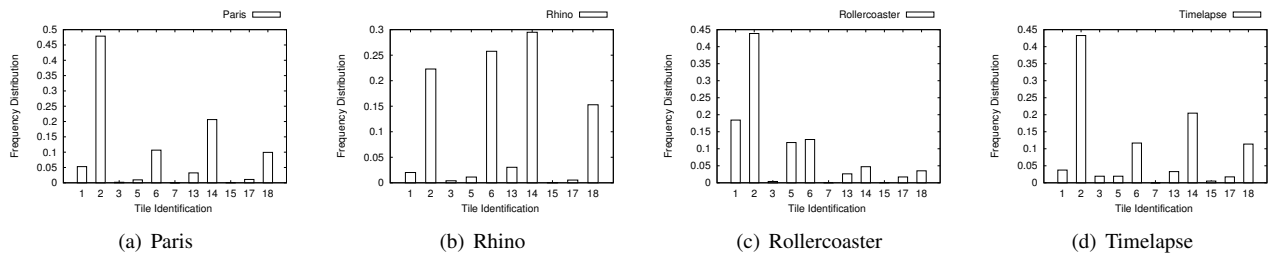 Paris
Frequency Distribution
0.5
0.45
0.4
0.35
0.3
0.25
0.2
0.15
0.1
0.05
0
1 2 3 5 6 7 13 14 15 17 18
Tile Identification
(a) Paris
Rhino
Frequency Distribution
0.3
0.25
0.2
0.15
0.1
0.05
0
1 2 3 5 6 13 14 15 17 18
Tile Identification
(b) Rhino
Rollercoaster
Frequency Distribution
0.45
0.4
0.35
0.3
0.25
0.2
0.15
0.1
0.05
0
1 2 3 5 6 7 13 14 15 17 18
Tile Identification
(c) Rollercoaster
Timelapse
Frequency Distribution
0.45
0.4
0.35
0.3
0.25
0.2
0.15
0.1
0.05
0
1 2 3 5 6 7 13 14 15 17 18
Tile Identification
(d) Timelapse